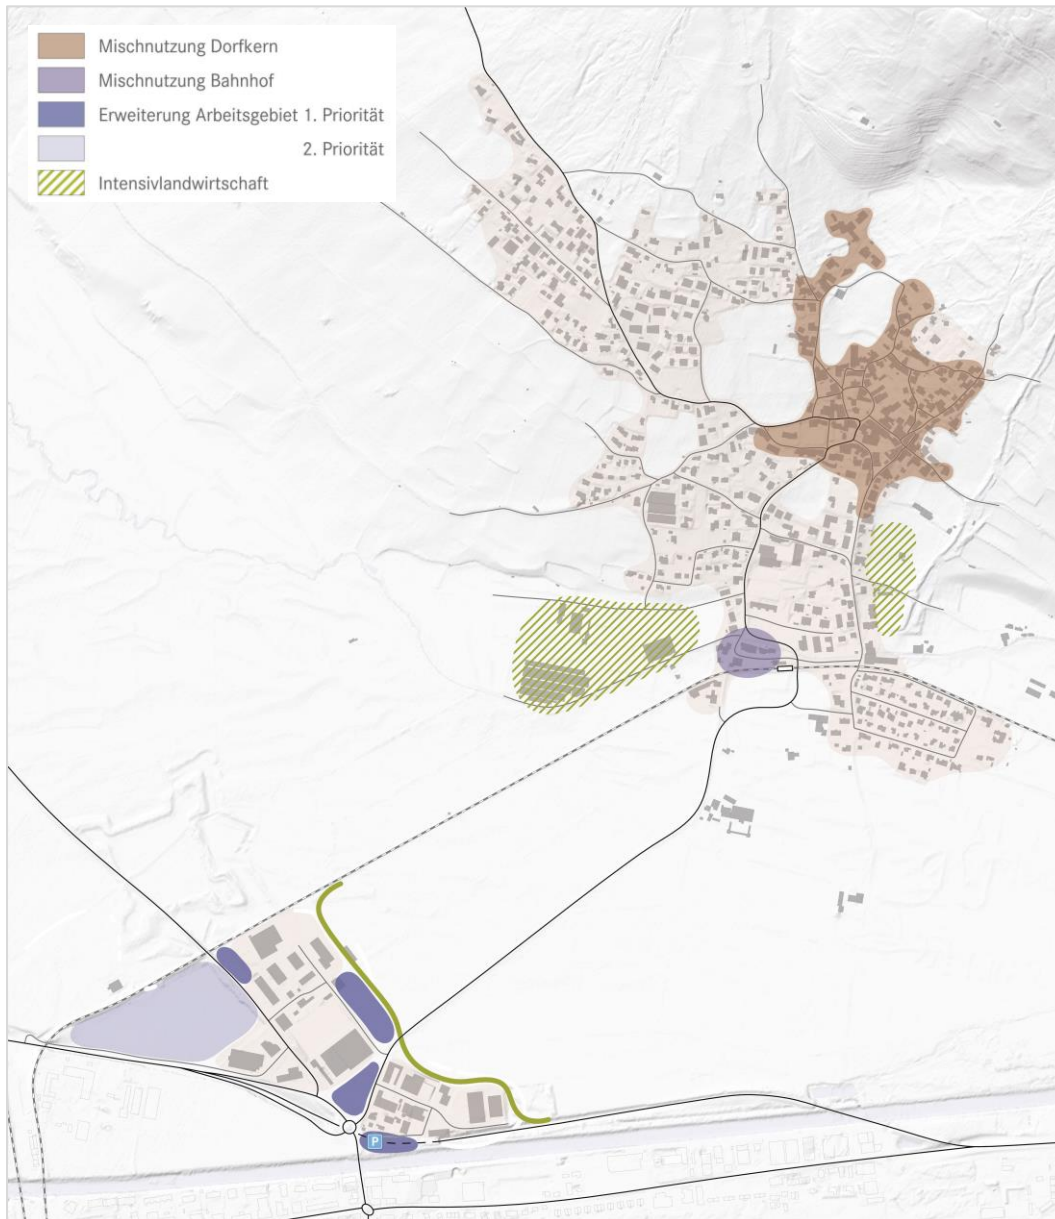 Mischnutzung Dorfkern
Mischnutzung Bahnhof
Erweiterung Arbeitsgebiet 1. Priorität
2. Priorität
Intensivlandwirtschaft
P